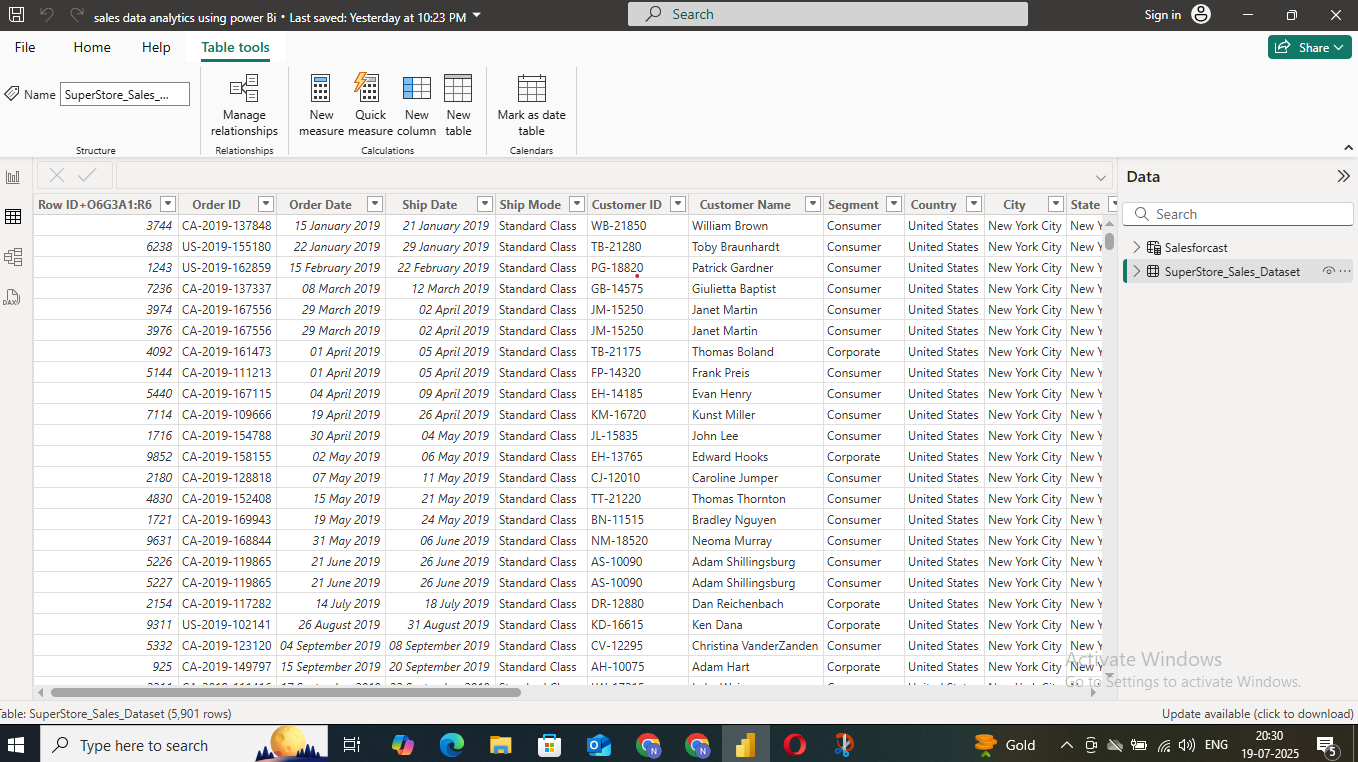 sales data analytics using power Bi • Last saved: Yesterday at 10:23 PM
Search
Sign in
File Home Help Table tools
Share
Name SuperStore_Sales_...
Manage relationships
New measure
Quick measure
New column
New table
Mark as date table
Structure Relationships Calculations Calendars
Data
Search
Salesforcast
SuperStore_Sales_Dataset
Row ID+O6G3A1:R6 Order ID Order Date Ship Date Ship Mode Customer ID Customer Name Segment Country City State
3744 CA-2019-137848 15 January 2019 21 January 2019 Standard Class WB-21850 William Brown Consumer United States New York City New Y
6238 US-2019-155180 22 January 2019 29 January 2019 Standard Class TB-21280 Toby Braunhardt Consumer United States New York City New Y
1243 US-2019-162859 15 February 2019 22 February 2019 Standard Class PG-18820 Patrick Gardner Consumer United States New York City New Y
7236 CA-2019-137337 08 March 2019 12 March 2019 Standard Class GB-14575 Giulietta Baptist Consumer United States New York City New Y
3974 CA-2019-167556 29 March 2019 02 April 2019 Standard Class JM-15250 Janet Martin Consumer United States New York City New Y
3976 CA-2019-167556 29 March 2019 02 April 2019 Standard Class JM-15250 Janet Martin Consumer United States New York City New Y
4092 CA-2019-161473 01 April 2019 05 April 2019 Standard Class TB-21175 Thomas Boland Corporate United States New York City New Y
5144 CA-2019-111213 01 April 2019 05 April 2019 Standard Class FP-14320 Frank Preis Consumer United States New York City New Y
5440 CA-2019-167115 04 April 2019 09 April 2019 Standard Class EH-14185 Evan Henry Consumer United States New York City New Y
7114 CA-2019-109666 19 April 2019 26 April 2019 Standard Class KM-16720 Kunst Miller Consumer United States New York City New Y
1716 CA-2019-154788 30 April 2019 04 May 2019 Standard Class JL-15835 John Lee Consumer United States New York City New Y
9852 CA-2019-158155 02 May 2019 06 May 2019 Standard Class EH-13765 Edward Hooks Corporate United States New York City New Y
2180 CA-2019-128818 07 May 2019 11 May 2019 Standard Class CJ-12010 Caroline Jumper Consumer United States New York City New Y
4830 CA-2019-152408 15 May 2019 21 May 2019 Standard Class TT-21220 Thomas Thornton Consumer United States New York City New Y
1721 CA-2019-169943 19 May 2019 24 May 2019 Standard Class BN-11515 Bradley Nguyen Consumer United States New York City New Y
9631 CA-2019-168844 31 May 2019 06 June 2019 Standard Class NM-18520 Neoma Murray Consumer United States New York City New Y
5226 CA-2019-119865 21 June 2019 26 June 2019 Standard Class AS-10090 Adam Shillingsburg Consumer United States New York City New Y
5227 CA-2019-119865 21 June 2019 26 June 2019 Standard Class AS-10090 Adam Shillingsburg Consumer United States New York City New Y
2154 CA-2019-117282 14 July 2019 18 July 2019 Standard Class DR-12880 Dan Reichenbach Corporate United States New York City New Y
9311 US-2019-102141 26 August 2019 31 August 2019 Standard Class KD-16615 Ken Dana Corporate United States New York City New Y
5332 CA-2019-123120 04 September 2019 08 September 2019 Standard Class CV-12295 Christina VanderZanden Consumer United States New York City New Y
925 CA-2019-149797 15 September 2019 20 September 2019 Standard Class AH-10075 Adam Hart Corporate United States New York City New Y
Activate Windows
Go to Settings to activate Windows.
Table: SuperStore_Sales_Dataset (5,901 rows)
Update available (click to download)
Type here to search
Gold
ENG
20:30
19-07-2025
5